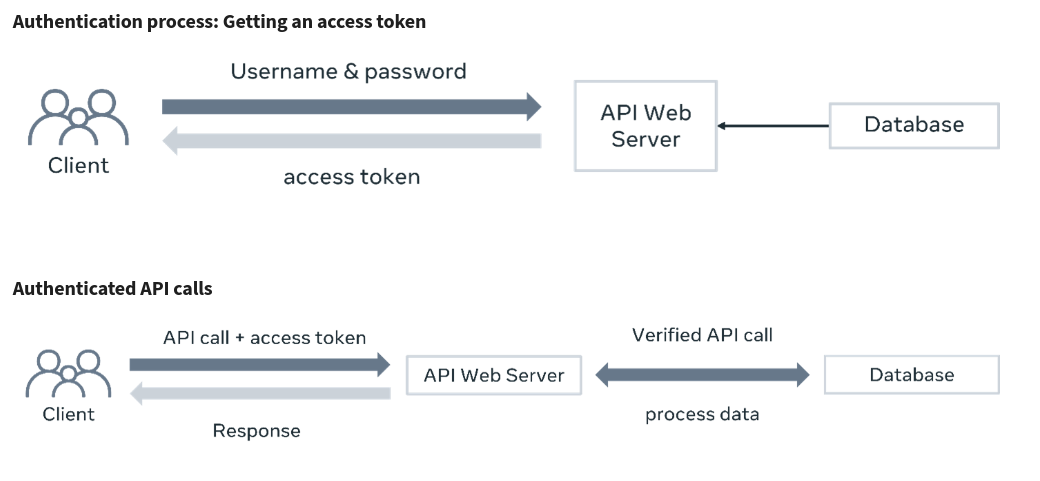 Authentication process: Getting an access token
Username & password
API Web
Server
Database
Client
access token
Authenticated API calls
API call + access token
Verified API call
API Web Server
Database
Client
process data
Response